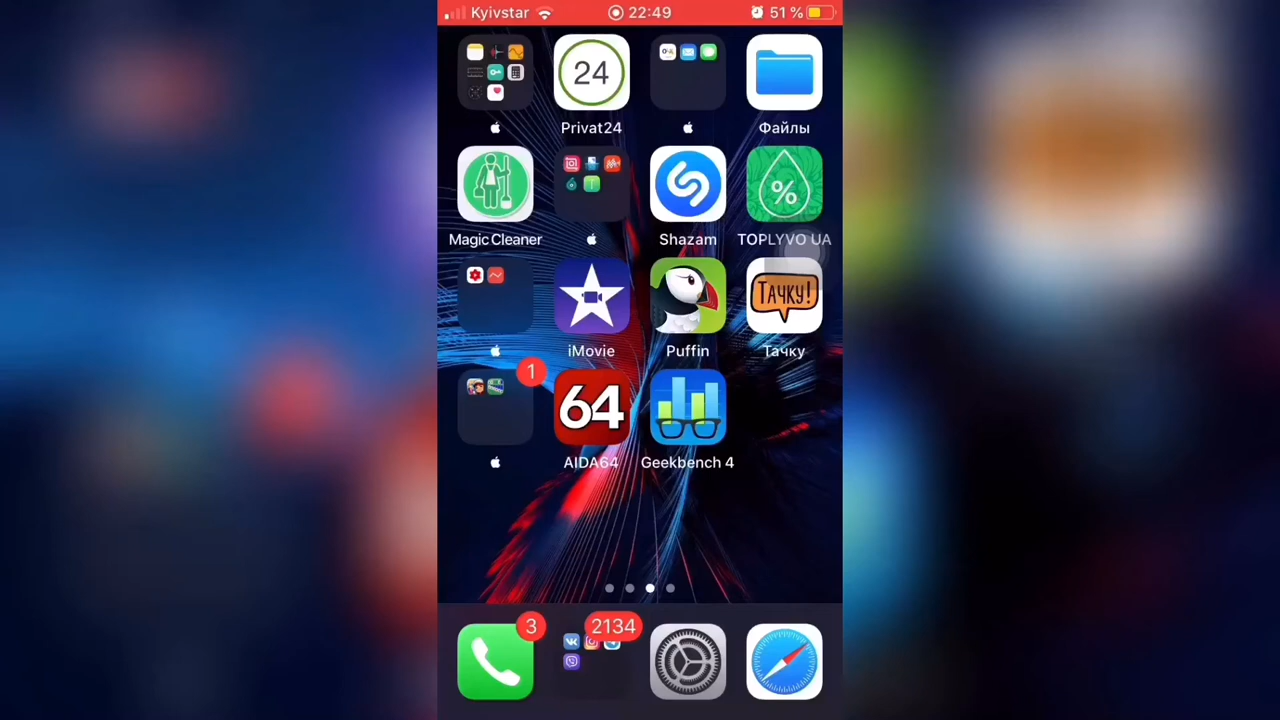 Kyivstar 22:49 51 %
24
Privat24 Файлы
%
Magic Cleaner Shazam TOPLYVO UA
ТАЧКУ!
iMovie Puffin Тачку
1
64
AIDA64 Geekbench 4
3 2134